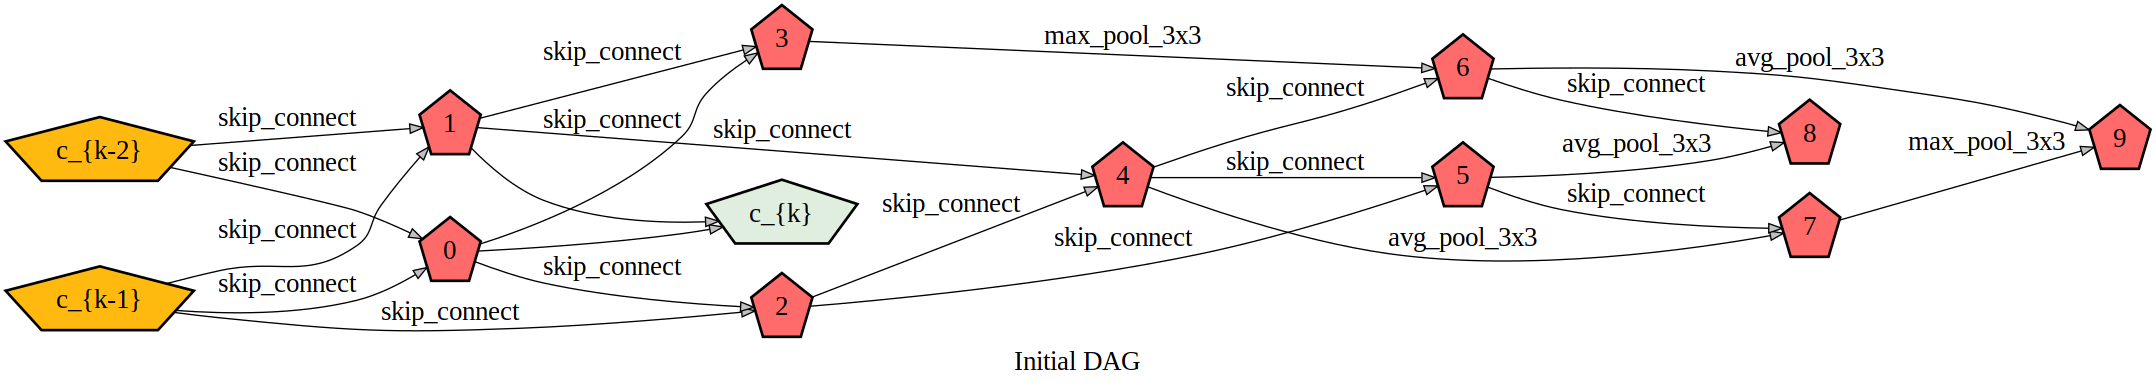 3
max_pool_3x3
skip_connect
6
avg_pool_3x3
skip_connect
skip_connect
1
skip_connect
skip_connect
skip_connect
8
9
c_{k-2}
skip_connect
avg_pool_3x3
max_pool_3x3
4
skip_connect
5
skip_connect
skip_connect
c_{k}
skip_connect
0
skip_connect
avg_pool_3x3
7
skip_connect
c_{k-1}
skip_connect
2
skip_connect
Initial DAG